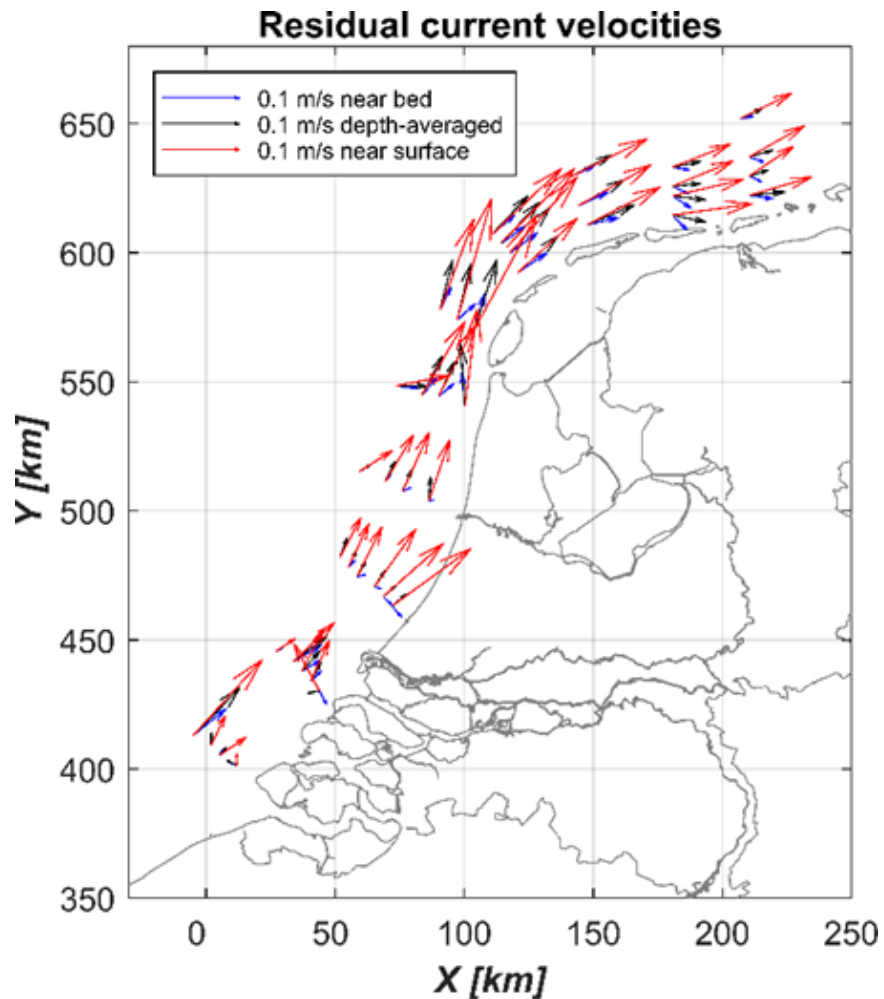 Residual current velocities
0.1 m/s near bed
0.1 m/s depth-averaged
0.1 m/s near surface
650
600
550
500
450
400
350
Y [km]
0 50 100 150 200 250
X [km]